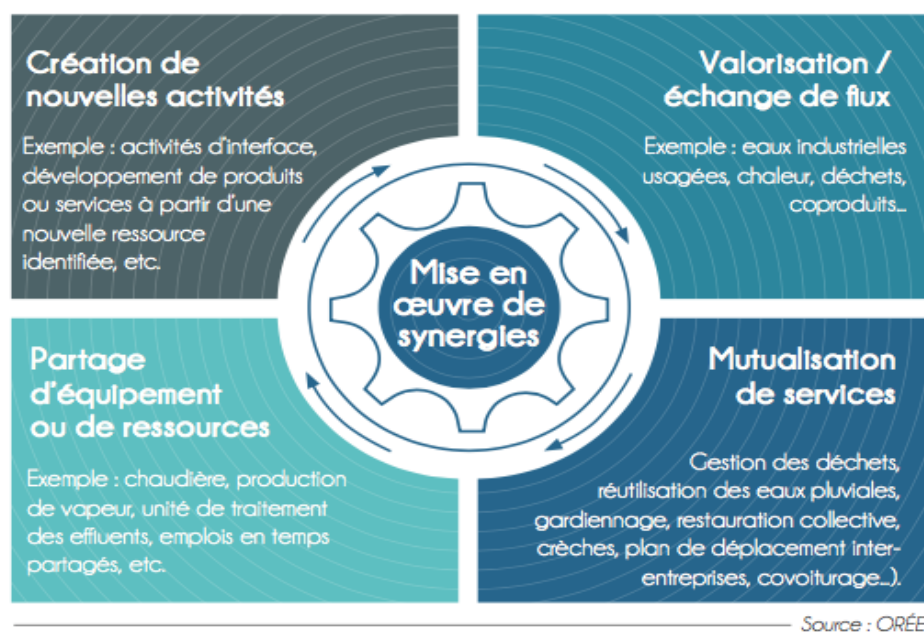 Création de
nouvelles activités
Exemple : activités d'interface,
développement de produits
ou services à partir d'une
nouvelle ressource
identifiée, etc.
Valorisation /
échange de flux
Exemple : eaux industrielles
usagées, chaleur, déchets,
coproduits...
Mise en
œuvre de
synergies
Partage
d'équipement
ou de ressources
Exemple : chaudière, production
de vapeur, unité de traitement
des effluents, emplois en temps
partagés, etc.
Mutualisation
de services
Gestion des déchets,
réutilisation des eaux pluviales,
gardiennage, restauration collective,
crèches, plan de déplacement inter-
entreprises, covoiturage...).
Source : ORÉE